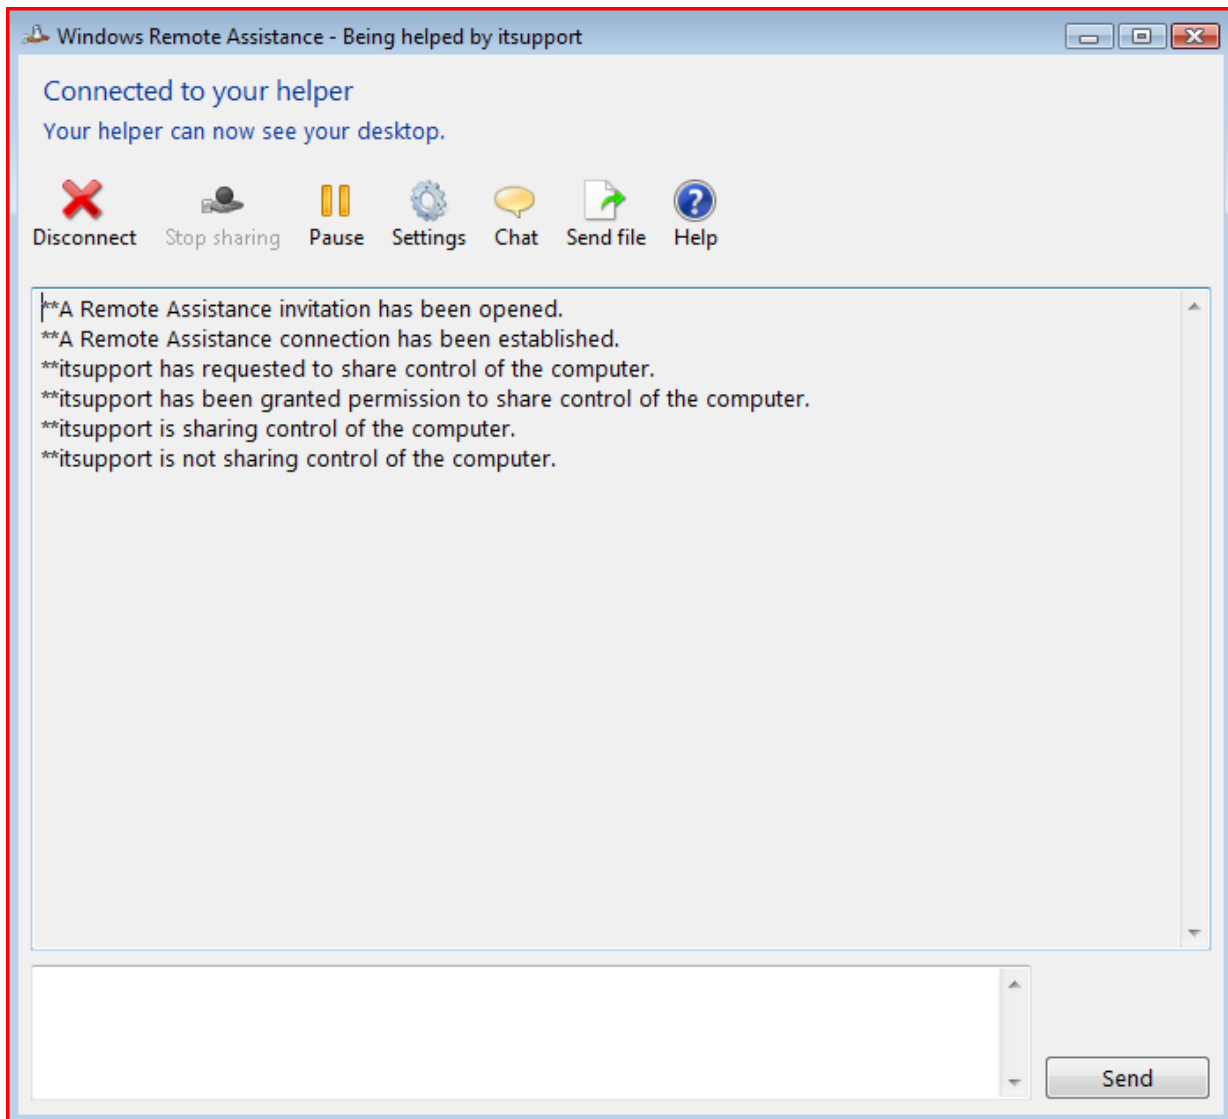 Windows Remote Assistance - Being helped by itsupport
Connected to your helper
Your helper can now see your desktop.
Disconnect Stop sharing Pause Settings Chat Send file Help
**A Remote Assistance invitation has been opened.
**A Remote Assistance connection has been established.
**itsupport has requested to share control of the computer.
**itsupport has been granted permission to share control of the computer.
**itsupport is sharing control of the computer.
**itsupport is not sharing control of the computer.
Send